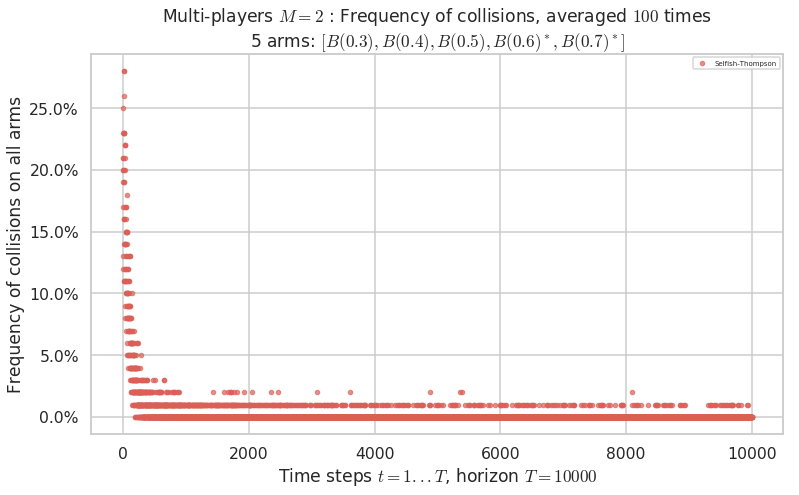 Multi-players M = 2 : Frequency of collisions, averaged 100 times
5 arms: [B(0.3), B(0.4), B(0.5), B(0.6)*, B(0.7)*]
Selfish-Thompson
Frequency of collisions on all arms
25.0%
20.0%
15.0%
10.0%
5.0%
0.0%
0 2000 4000 6000 8000 10000
Time steps t = 1...T, horizon T = 10000